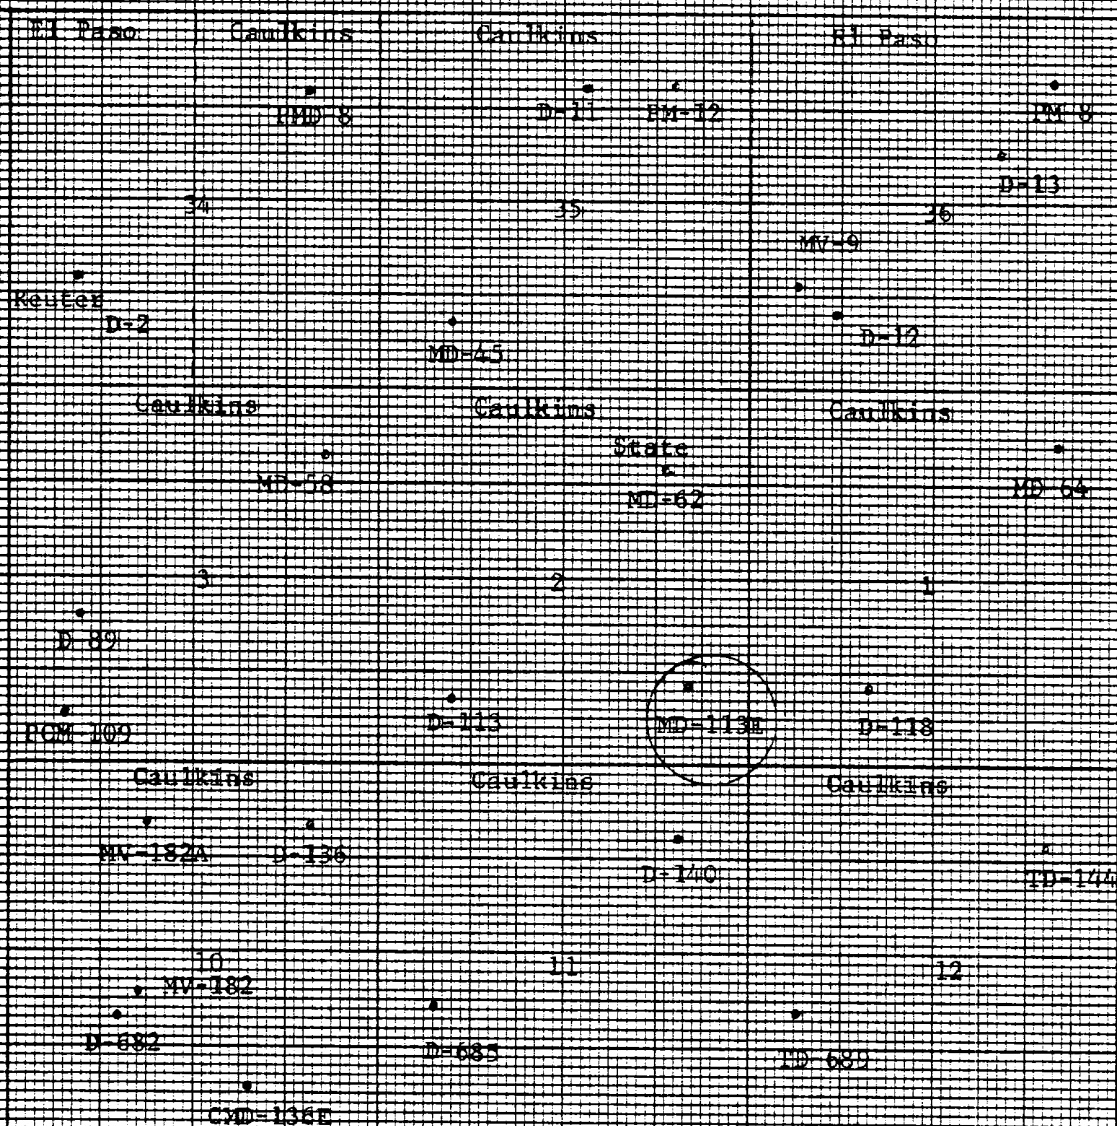 El Paso Caulkins Caulkins El Paso
PMD-8 D-11 PM-12 PM-8
D-13
34 35 36
MV-9
Reuter
D-2 D-12
MD-45
Caulkins Caulkins Caulkins
State
MD-58 MD-62 MD-64
3 2 1
D-89
PCM-109 D-113 MD-113E D-118
Caulkins Caulkins Caulkins
MV-182A D-136 D-140 TD-144
10 11 12
MV-182
D-682 D-685 TD-689
CMD-136E